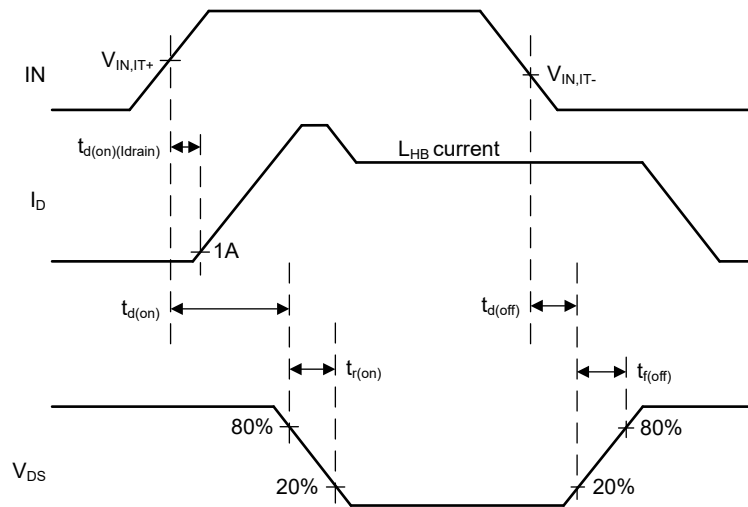 V_IN,IT+
IN
V_IN,IT-
t_d(on)(Idrain)
L_HB current
I_D
1A
t_d(on)
t_d(off)
t_r(on)
t_f(off)
80%
80%
V_DS
20%
20%